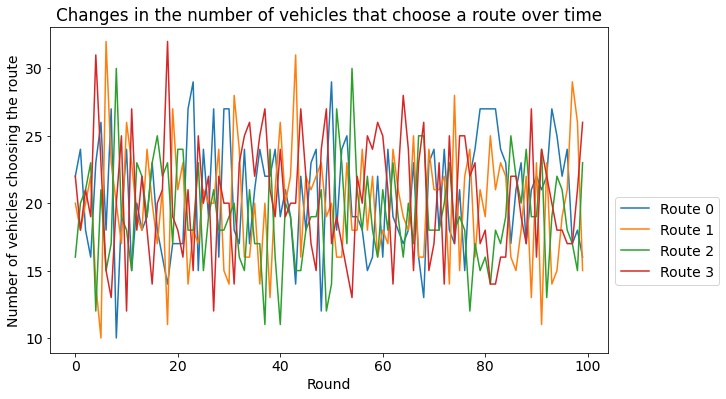 Changes in the number of vehicles that choose a route over time
Number of vehicles choosing the route
30
25
20
15
10
0
20
40
60
80
100
Round
Route 0
Route 1
Route 2
Route 3